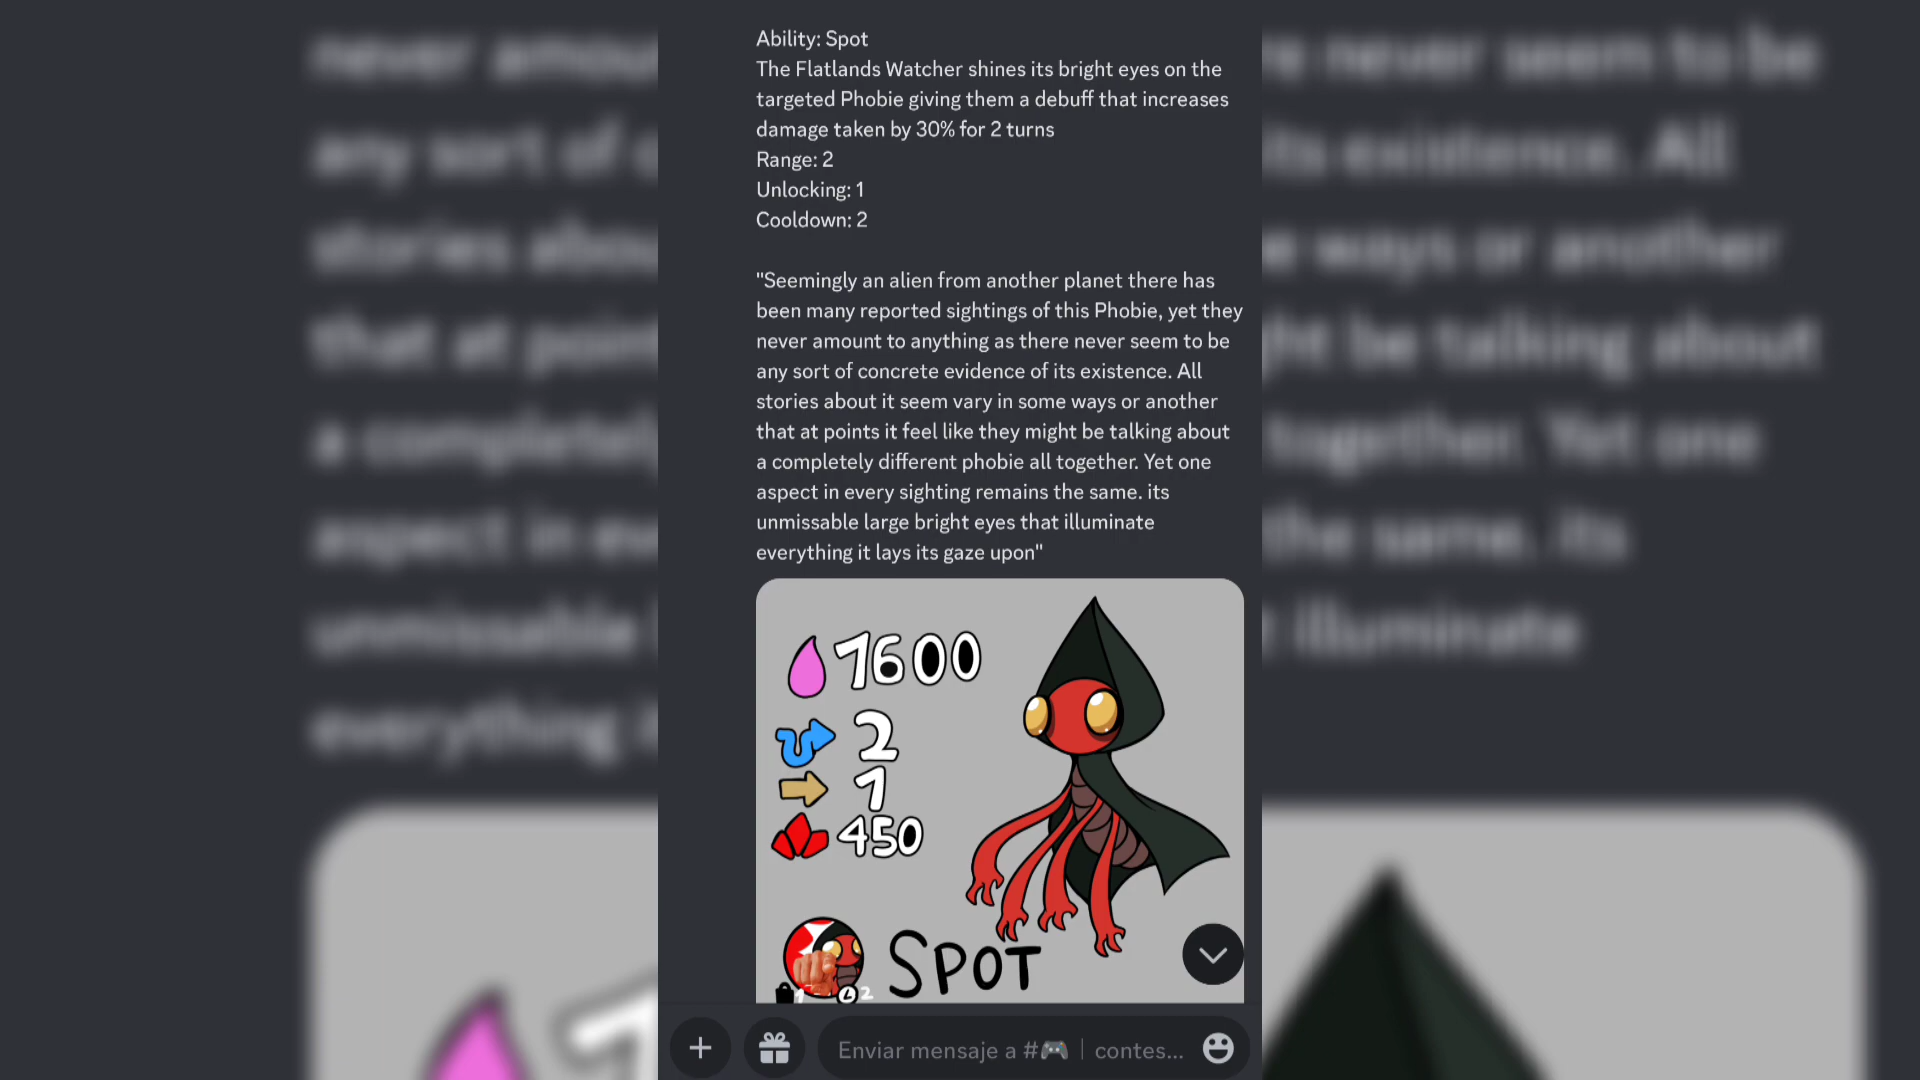 Ability: Spot
The Flatlands Watcher shines its bright eyes on the
targeted Phobie giving them a debuff that increases
damage taken by 30% for 2 turns
Range: 2
Unlocking: 1
Cooldown: 2
"Seemingly an alien from another planet there has
been many reported sightings of this Phobie, yet they
never amount to anything as there never seem to be
any sort of concrete evidence of its existence. All
stories about it seem vary in some ways or another
that at points it feel like they might be talking about
a completely different phobie all together. Yet one
aspect in every sighting remains the same. its
unmissable large bright eyes that illuminate
everything it lays its gaze upon"
1600
2
1
450
SPOT
1 2
Enviar mensaje a #🎮 | contes...